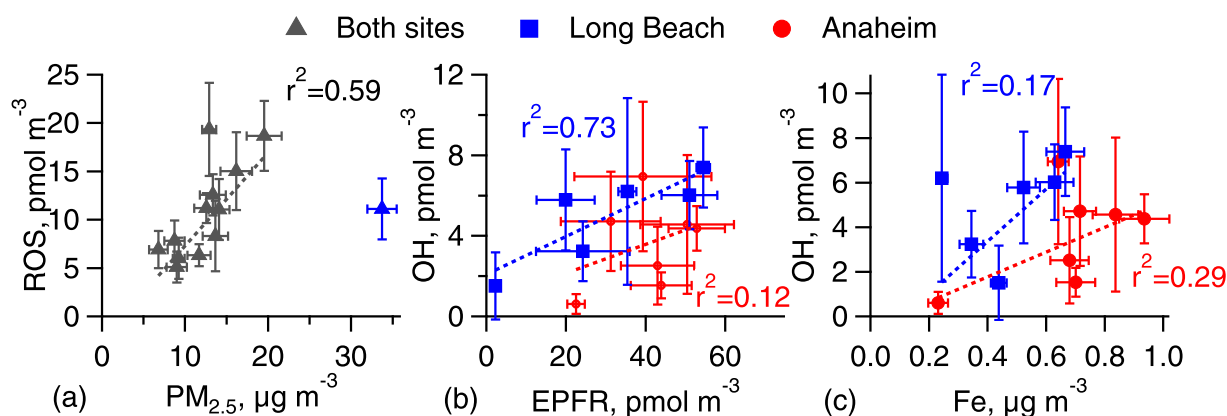 Both sites Long Beach Anaheim
r²=0.59
ROS, pmol m⁻³
25
20
15
10
5
0
10 20 30
(a) PM₂.₅, µg m⁻³
r²=0.73
OH, pmol m⁻³
12
8
4
0
r²=0.12
0 20 40 60
(b) EPFR, pmol m⁻³
r²=0.17
OH, pmol m⁻³
10
8
6
4
2
0
r²=0.29
0.0 0.2 0.4 0.6 0.8 1.0
(c) Fe, µg m⁻³